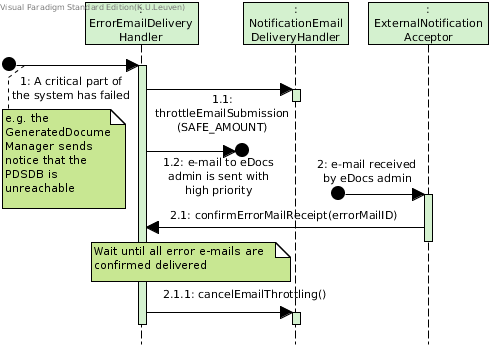 Visual Paradigm Standard Edition(K.U.Leuven)
:
ErrorEmailDelivery
Handler
:
NotificationEmail
DeliveryHandler
:
ExternalNotification
Acceptor
1: A critical part of
the system has failed
e.g. the
GeneratedDocume
Manager sends
notice that the
PDSDB is
unreachable
1.1:
throttleEmailSubmission
(SAFE_AMOUNT)
1.2: e-mail to eDocs
admin is sent with
high priority
2: e-mail received
by eDocs admin
2.1: confirmErrorMailReceipt(errorMailID)
Wait until all error e-mails are
confirmed delivered
2.1.1: cancelEmailThrottling()